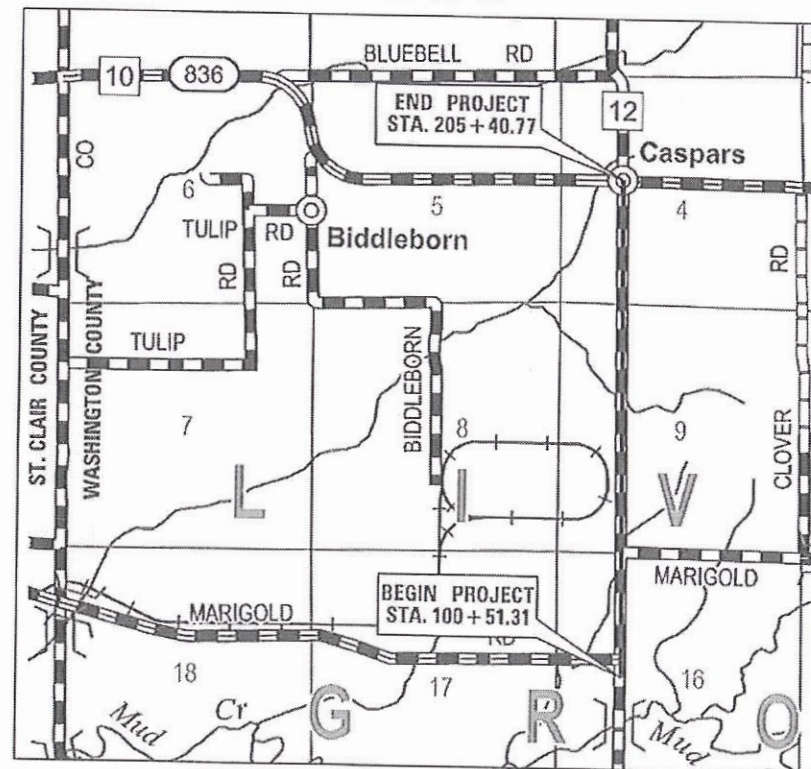 BLUEBELL RD
10
836
END PROJECT
STA. 205+40.77
12
CO
Caspars
6
5
4
TULIP RD
Biddleborn
RD
RD
RD
TULIP
BIDDLEBORN
ST. CLAIR COUNTY
WASHINGTON COUNTY
7
8
9
CLOVER
L I V
MARIGOLD
BEGIN PROJECT
STA. 100+51.31
MARIGOLD RD
18
17
16
G R O
Mud Cr
Mud